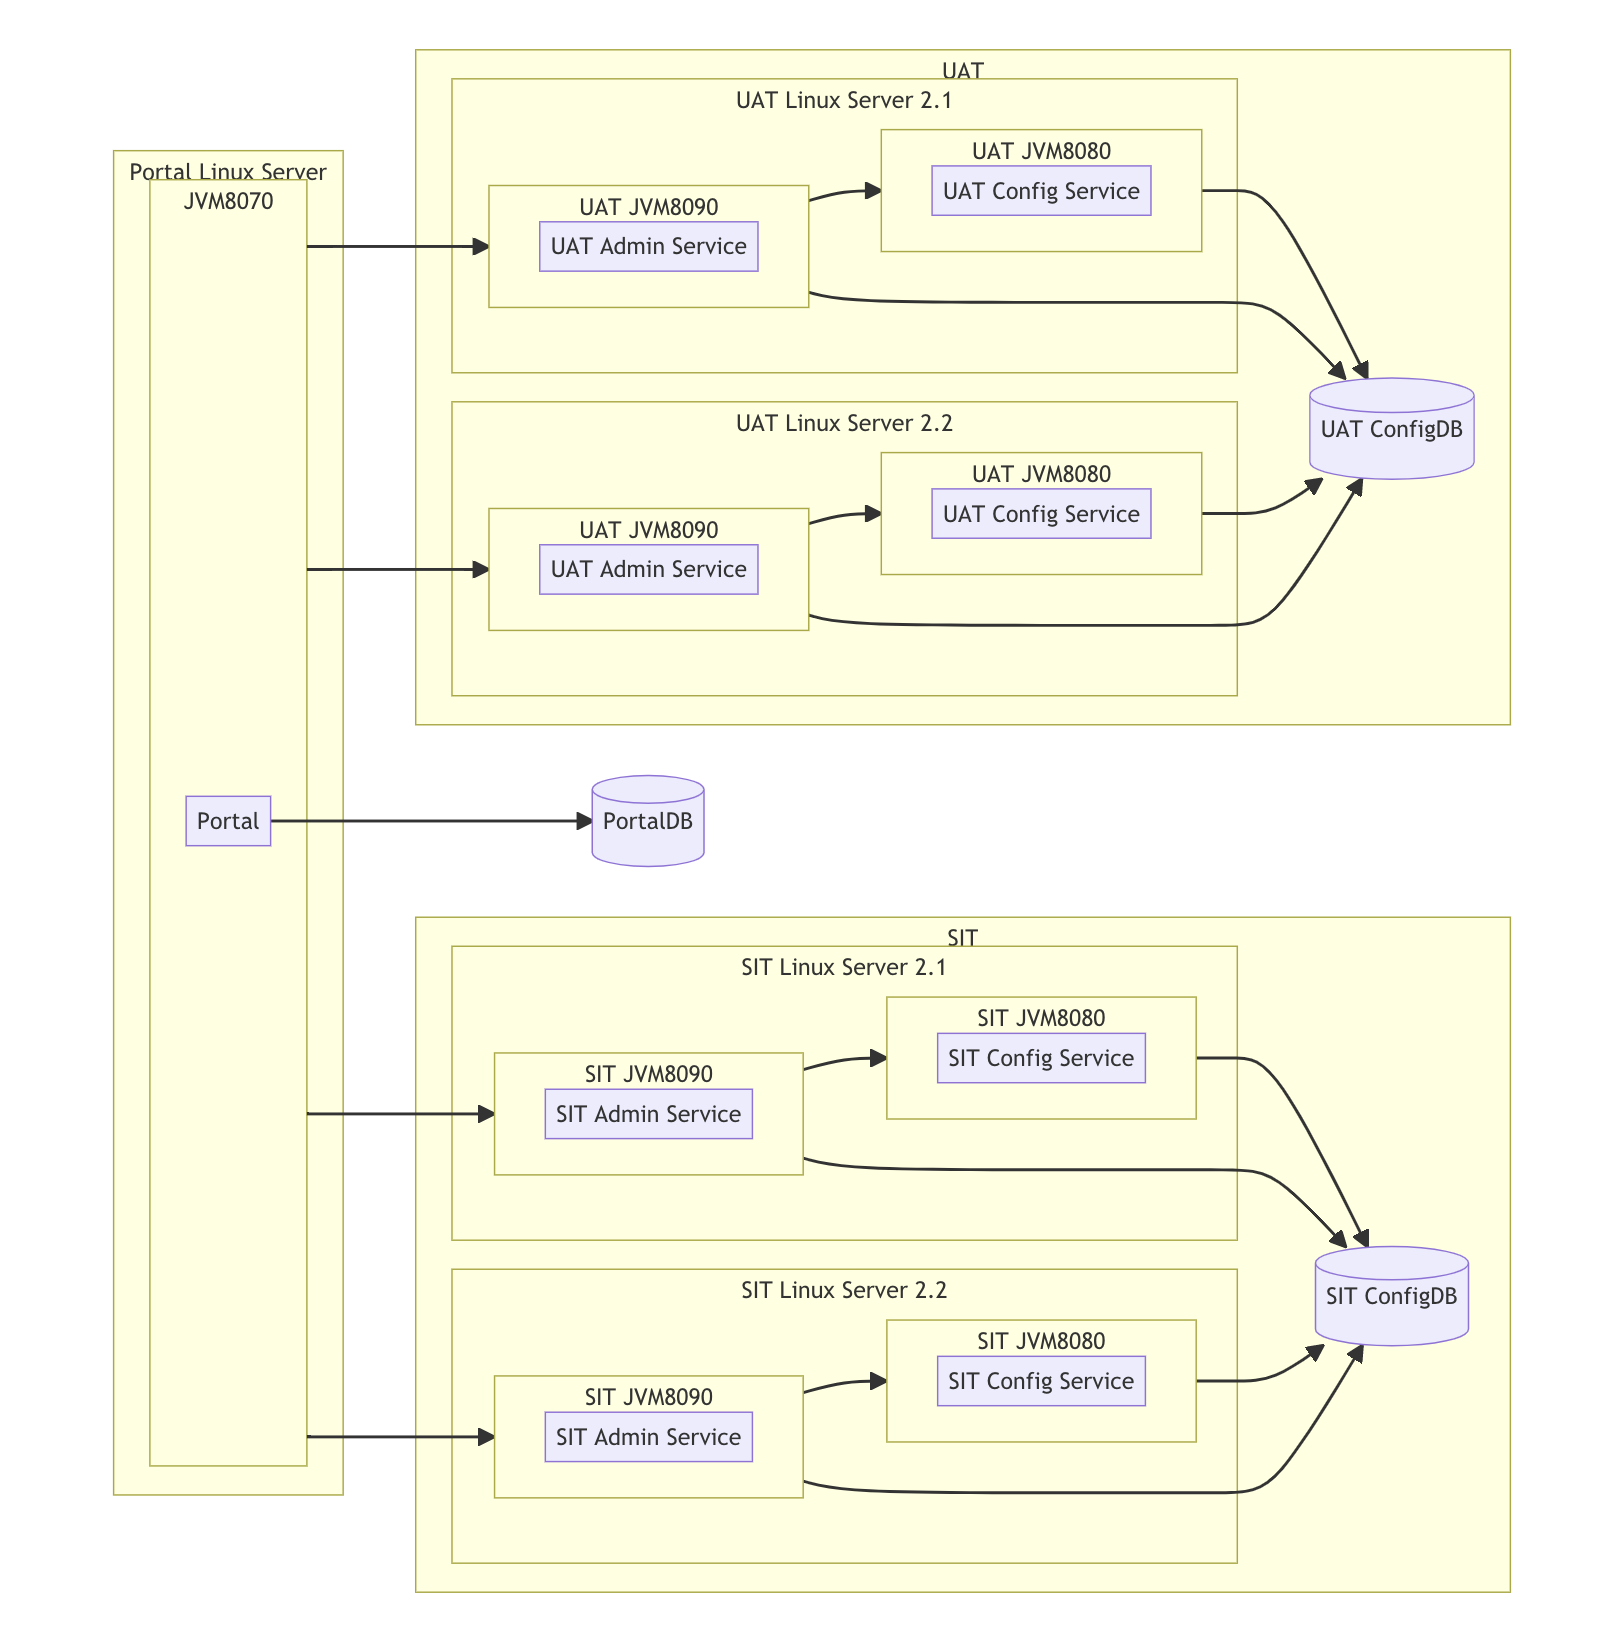 UAT
UAT Linux Server 2.1
UAT JVM8080
UAT Config Service
Portal Linux Server
JVM8070
UAT JVM8090
UAT Admin Service
UAT ConfigDB
UAT Linux Server 2.2
UAT JVM8080
UAT Config Service
UAT JVM8090
UAT Admin Service
Portal
PortalDB
SIT
SIT Linux Server 2.1
SIT JVM8080
SIT Config Service
SIT JVM8090
SIT Admin Service
SIT ConfigDB
SIT Linux Server 2.2
SIT JVM8080
SIT Config Service
SIT JVM8090
SIT Admin Service